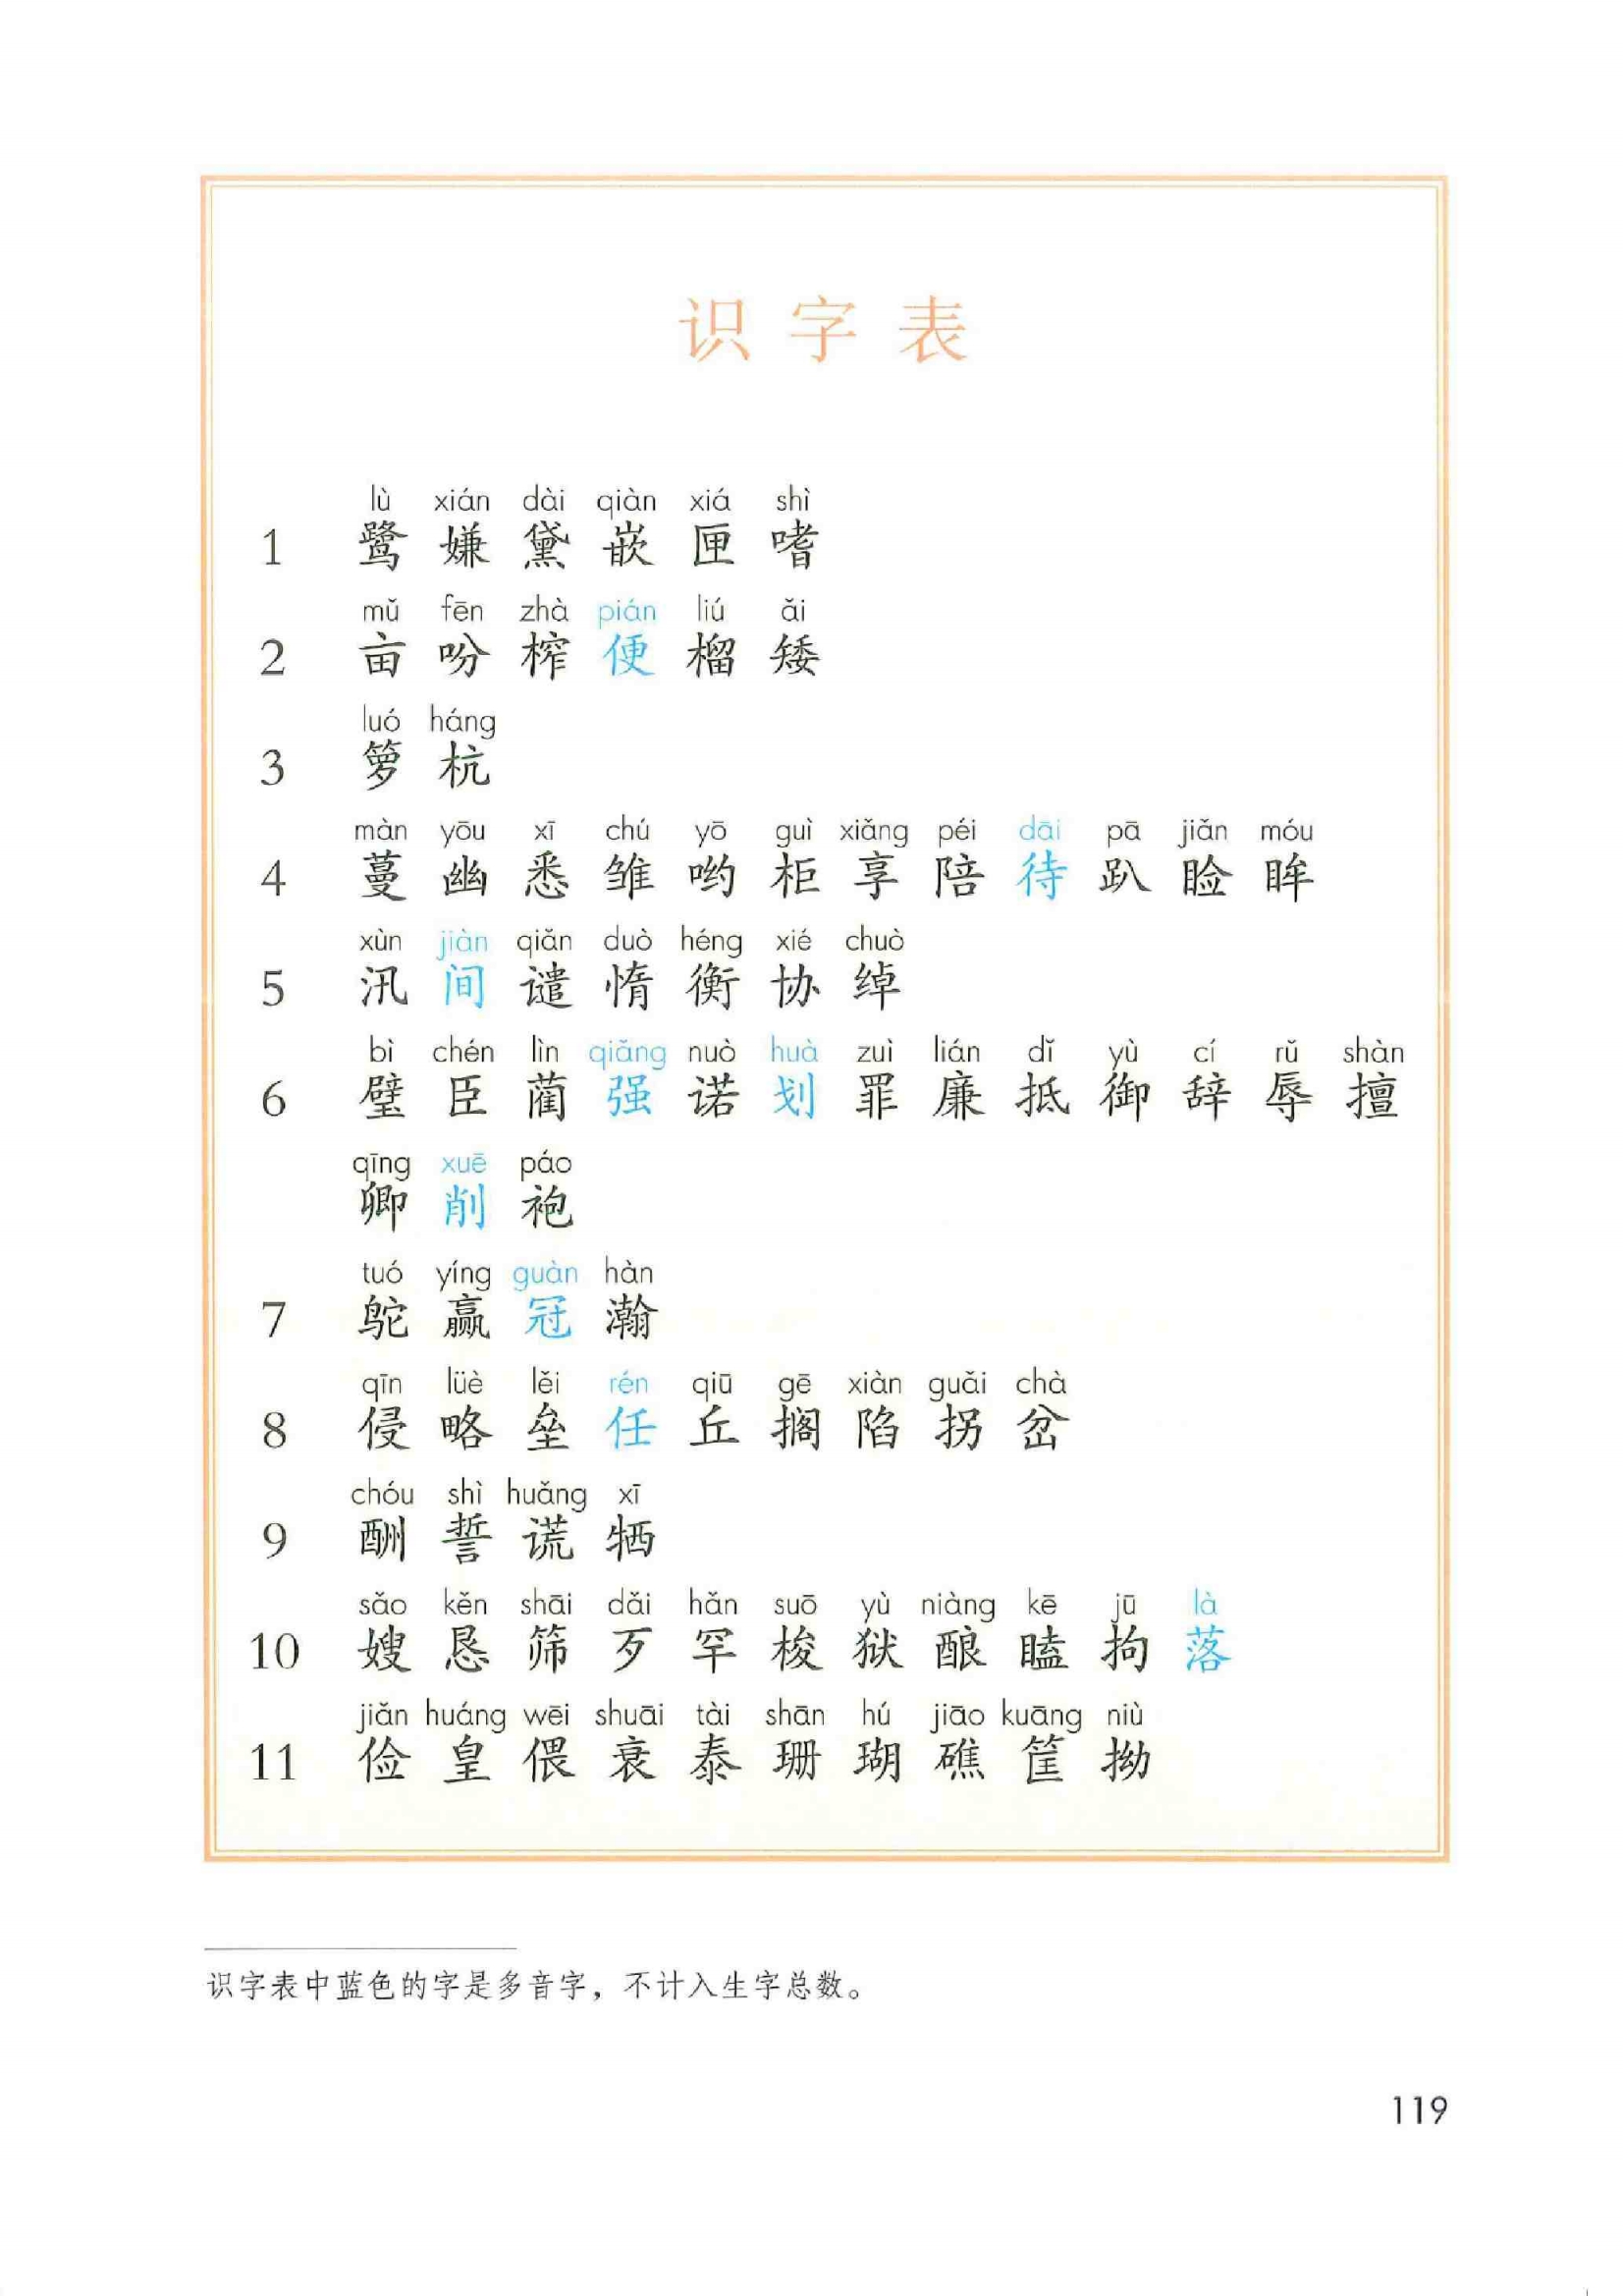 识字表
lù xián dài qiàn xiá shì
1 鹭 嫌 黛 嵌 匣 嗜
mǔ fēn zhà pián liú ǎi
2 亩 吩 榨 便 榴 矮
luó háng
3 箩 杭
màn yōu xī chú yō guì xiǎng péi dāi pā jiǎn móu
4 蔓 幽 悉 雏 哟 柜 享 陪 待 趴 睑 眸
xùn jiàn qiǎn duò héng xié chuò
5 汛 间 谴 惰 衡 协 绰
bì chén lìn qiǎng nuò huà zuì lián dǐ yù cí rǔ shàn
6 璧 臣 蔺 强 诺 划 罪 廉 抵 御 辞 辱 擅
qīng xuē páo
卿 削 袍
tuó yíng guàn hàn
7 鸵 赢 冠 瀚
qīn lüè lěi rén qiū gē xiàn guǎi chà
8 侵 略 垒 任 丘 搁 陷 拐 岔
chóu shì huǎng xī
9 酬 誓 谎 牺
sǎo kěn shāi dǎi hǎn suō yù niàng kē jū là
10 嫂 恳 筛 歹 罕 梭 狱 酿 瞌 拘 落
jiǎn huáng wēi shuāi tài shān hú jiāo kuāng niù
11 俭 皇 偎 衰 泰 珊 瑚 礁 筐 拗
识字表中蓝色的字是多音字，不计入生字总数。
119